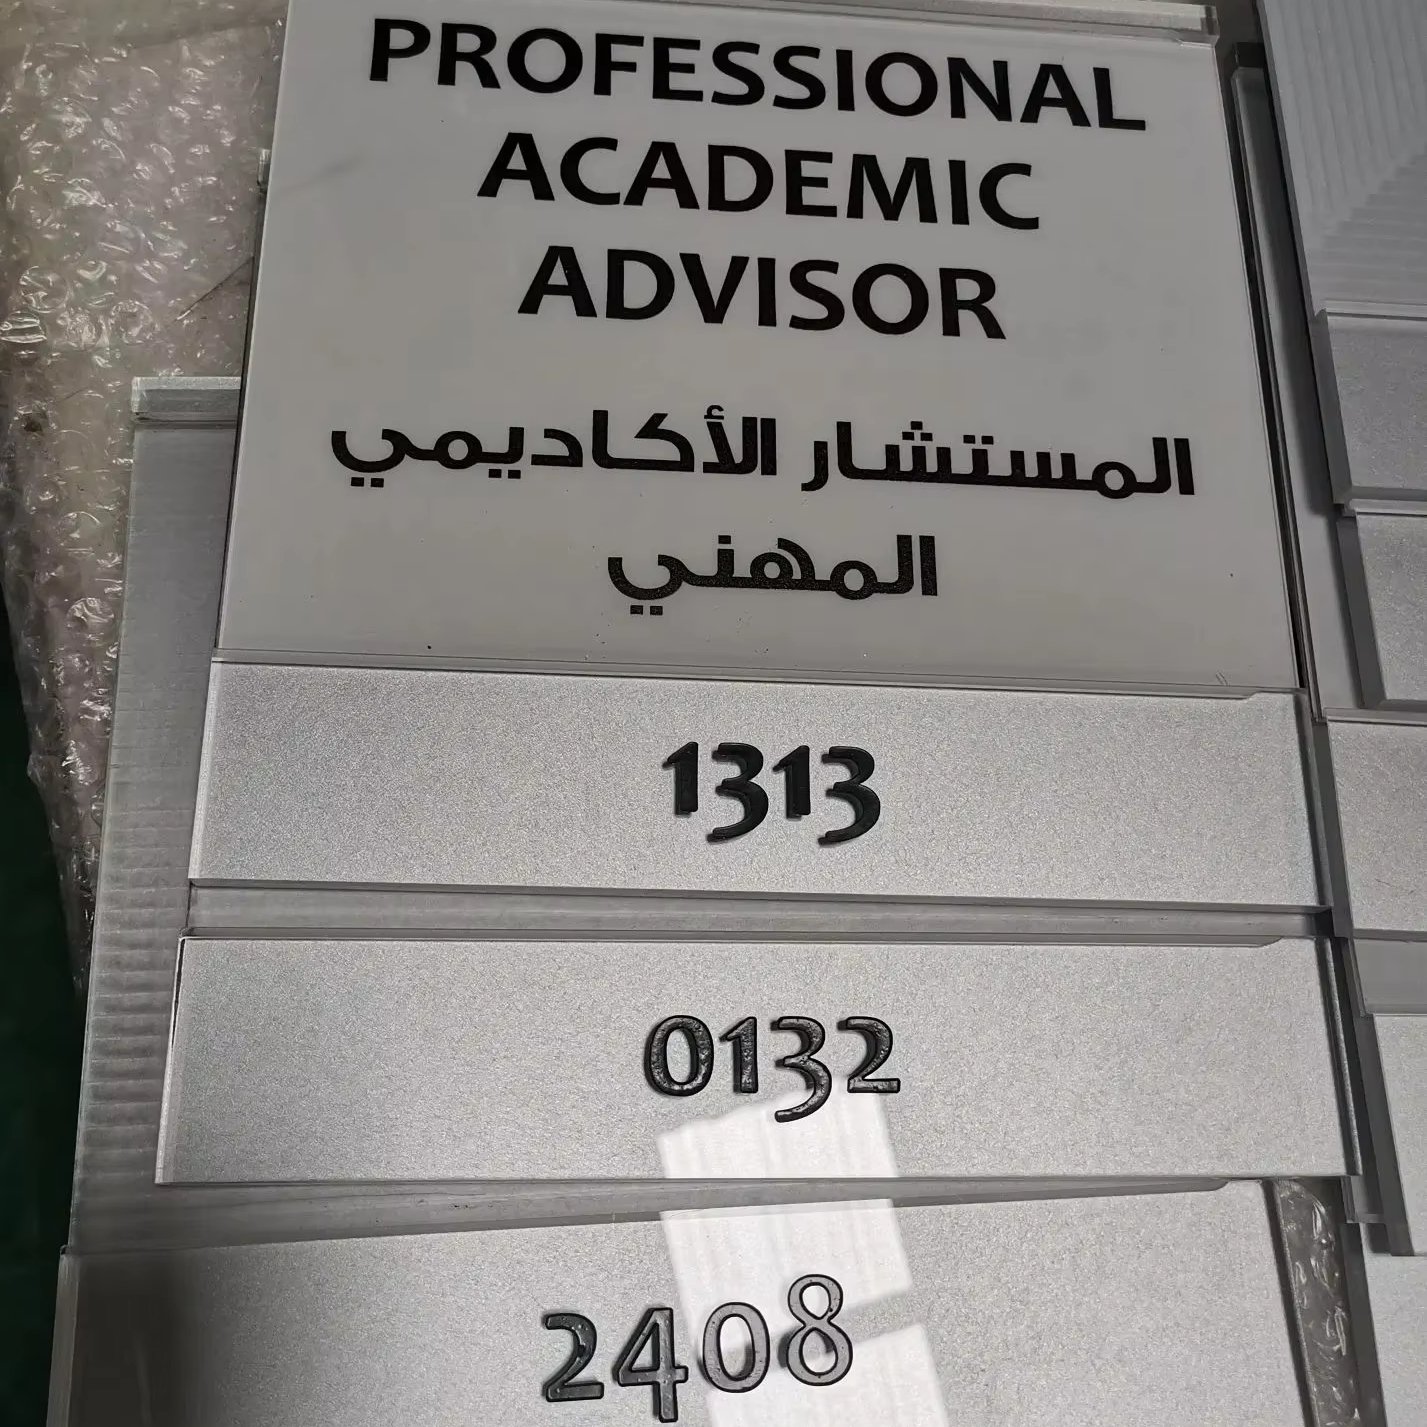 PROFESSIONAL
ACADEMIC
ADVISOR
المستشار الأكاديمي
المهني
1313
0132
2408